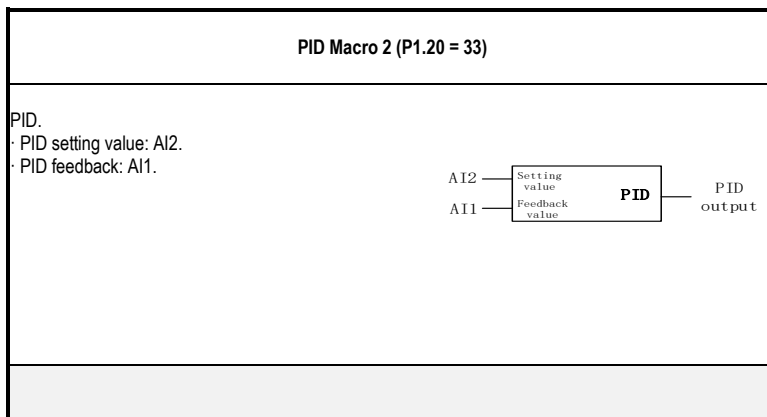 PID Macro 2 (P1.20 = 33)
PID.
· PID setting value: AI2.
· PID feedback: AI1.
AI2
Setting
value
PID
PID
output
AI1
Feedback
value